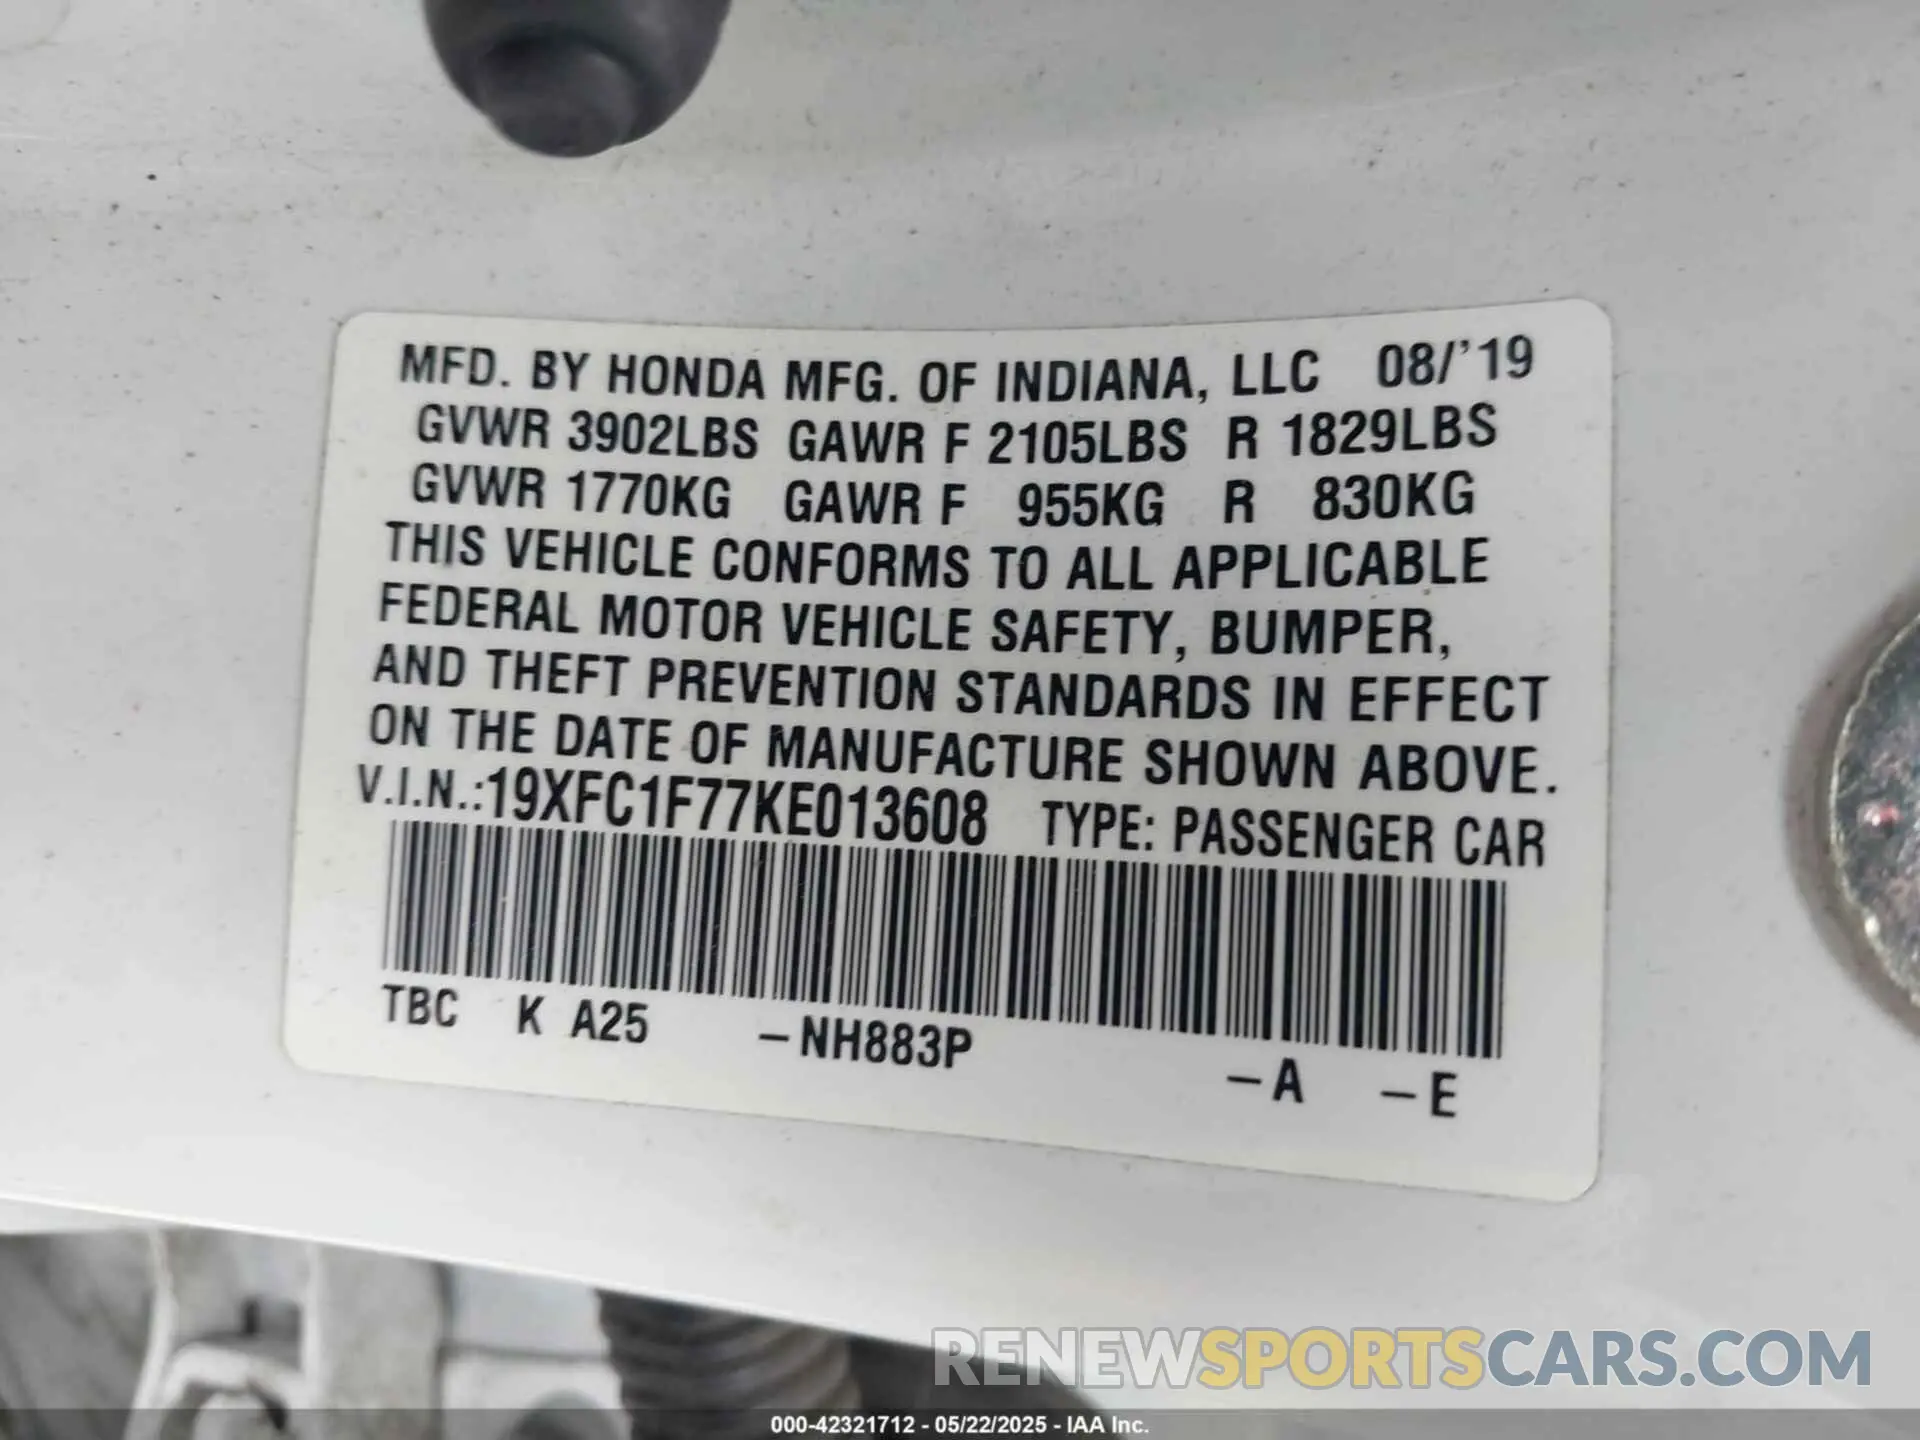 MFD. BY HONDA MFG. OF INDIANA, LLC 08/'19
GVWR 3902LBS GAWR F 2105LBS R 1829LBS
GVWR 1770KG GAWR F 955KG R 830KG
THIS VEHICLE CONFORMS TO ALL APPLICABLE
FEDERAL MOTOR VEHICLE SAFETY, BUMPER,
AND THEFT PREVENTION STANDARDS IN EFFECT
ON THE DATE OF MANUFACTURE SHOWN ABOVE.
V.I.N.:19XFC1F77KE013608 TYPE: PASSENGER CAR
TBC K A25 –NH883P –A –E
RENEWSPORTSCARS.COM
000-42321712 - 05/22/2025 - IAA Inc.